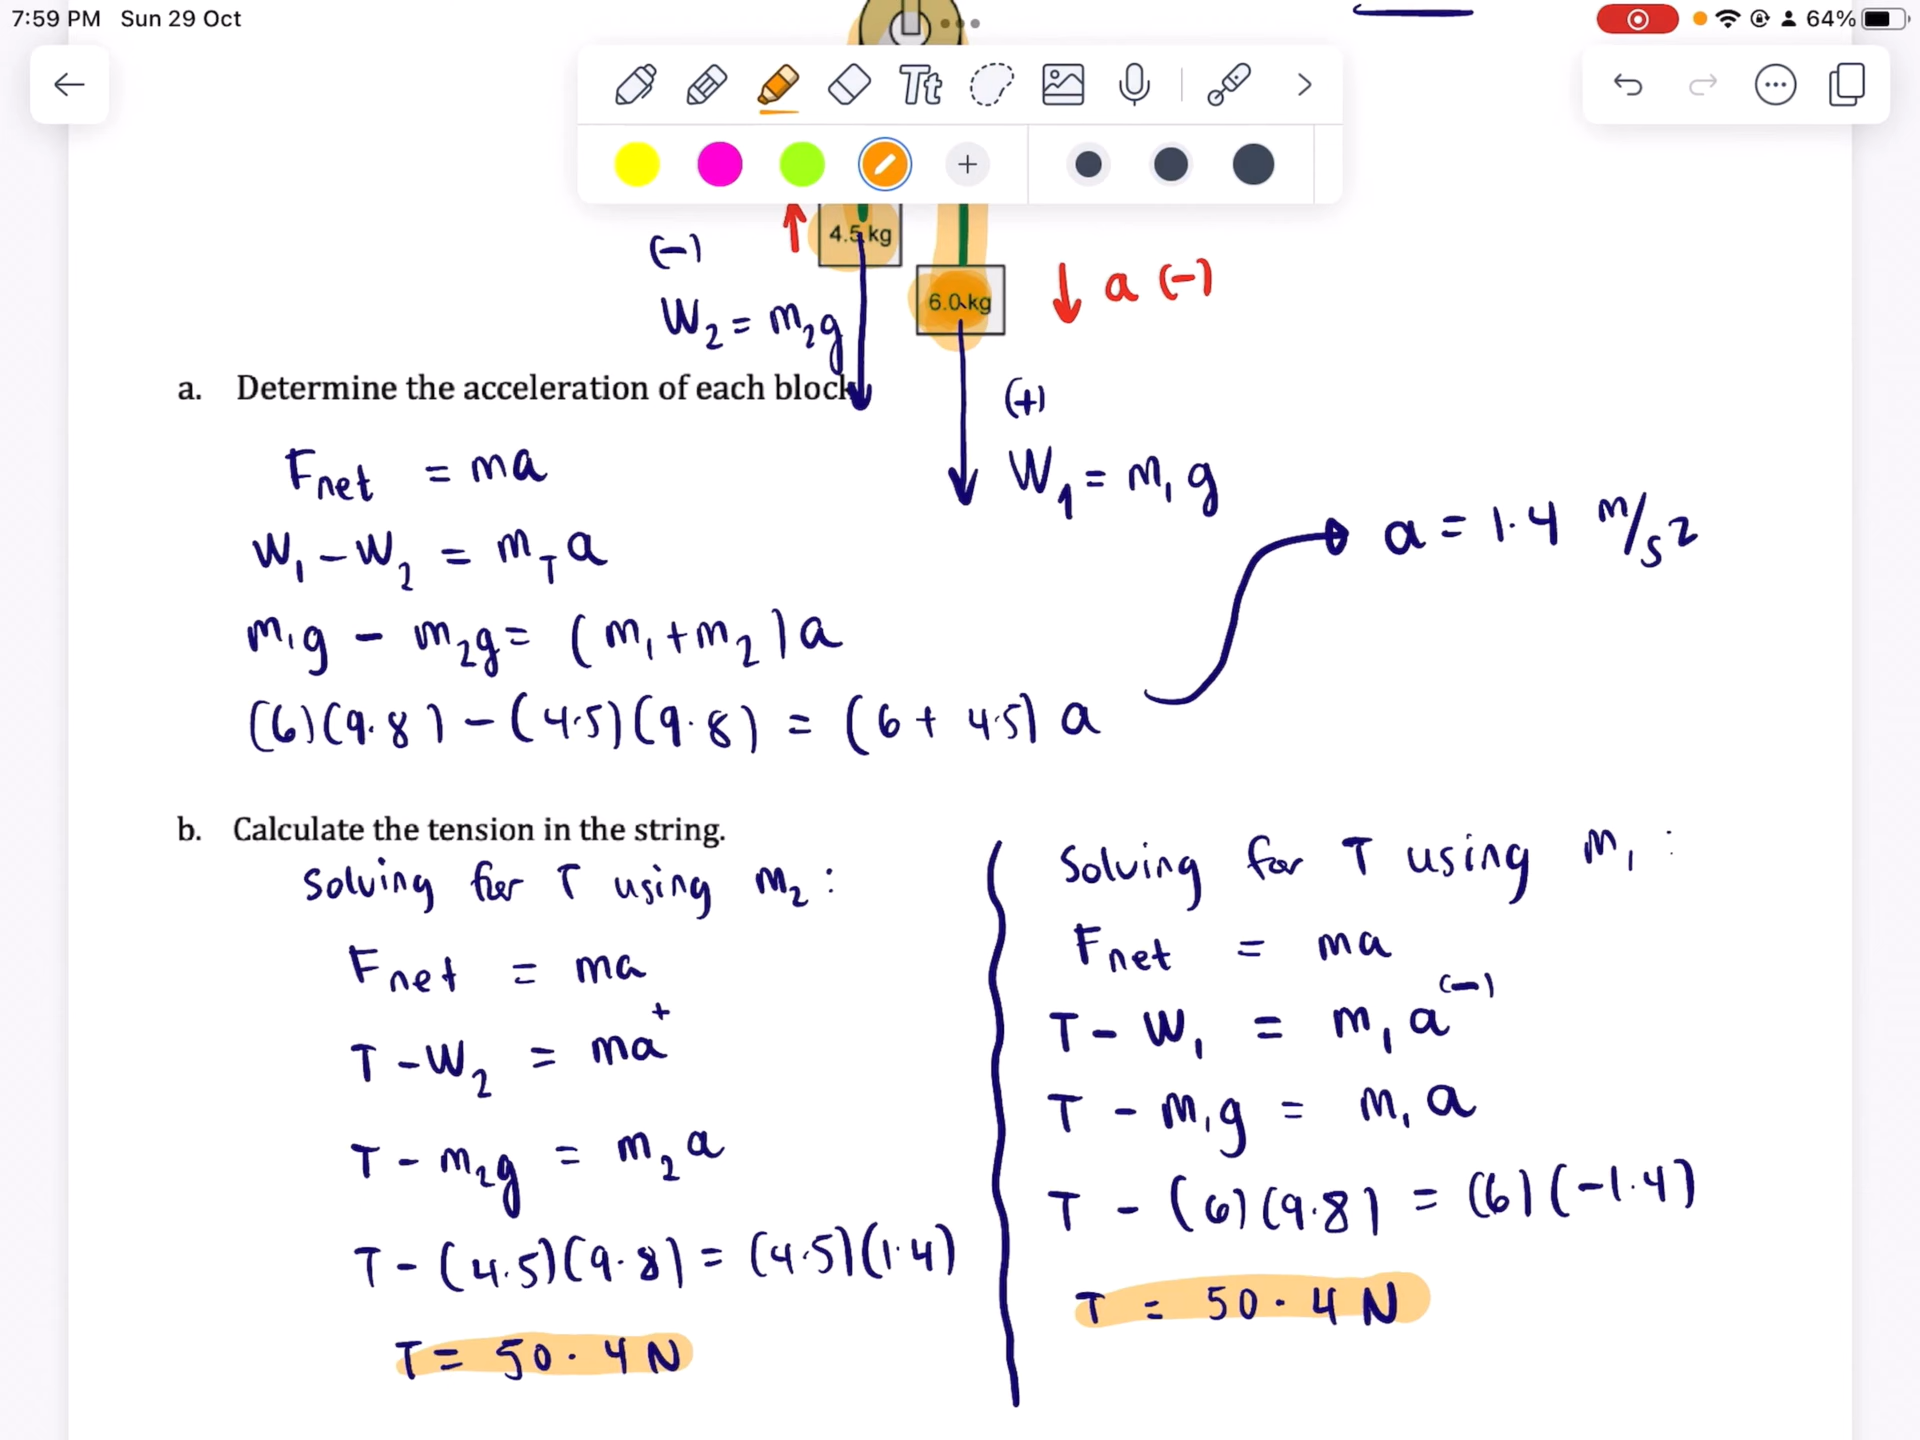 7:59 PM Sun 29 Oct
64%
Tt
4.5 kg
(-)
6.0 kg
↓ a (-)
W₂ = m₂g
a. Determine the acceleration of each block
(+)
W₁ = m₁g
Fnet = ma
W₁ - W₂ = m_T a
a = 1.4 m/s²
m₁g - m₂g = (m₁ + m₂)a
(6)(9.8) - (4.5)(9.8) = (6 + 4.5) a
b. Calculate the tension in the string.
Solving for T using m₂ :
Fnet = ma
T - W₂ = ma⁺
T - m₂g = m₂a
T - (4.5)(9.8) = (4.5)(1.4)
T = 50.4 N
Solving for T using m₁ :
Fnet = ma
T - W₁ = m₁a⁽⁻⁾
T - m₁g = m₁a
T - (6)(9.8) = (6)(-1.4)
T = 50.4 N